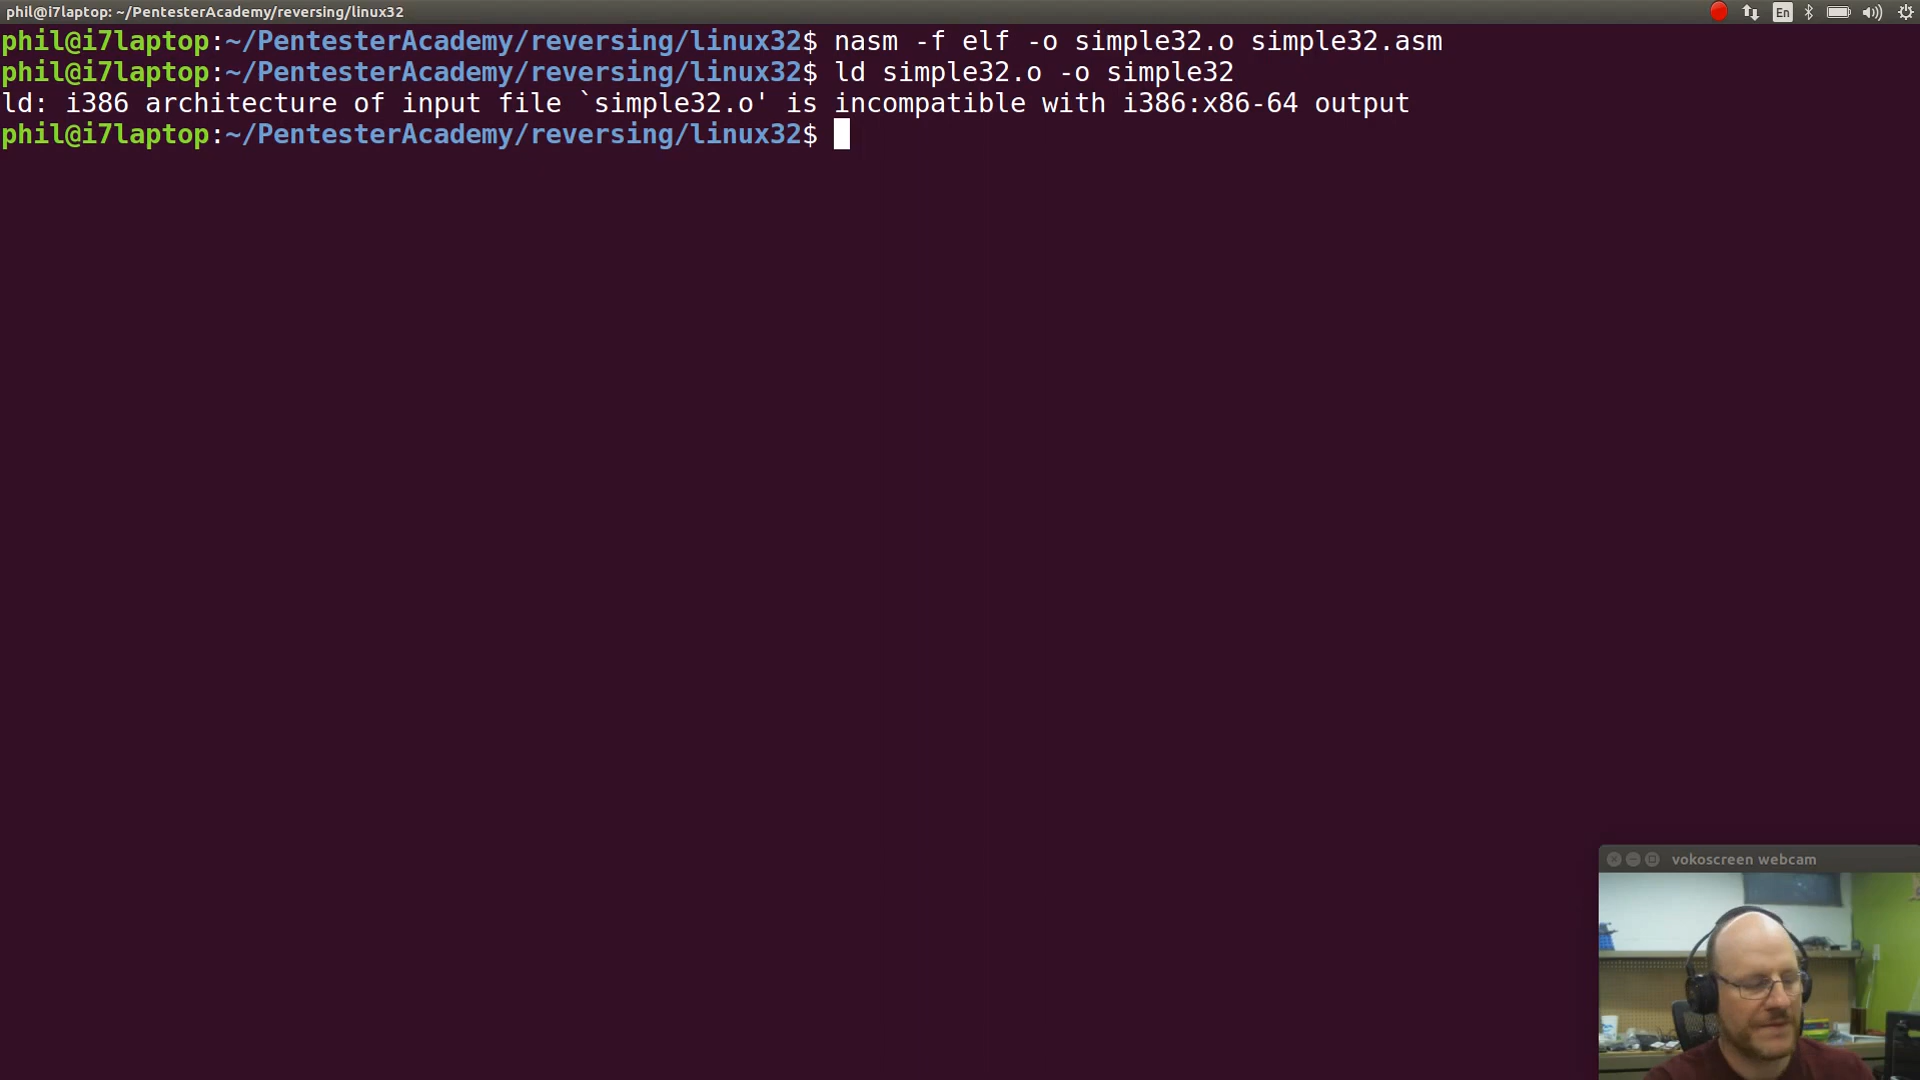 phil@i7laptop: ~/PentesterAcademy/reversing/linux32
En
phil@i7laptop:~/PentesterAcademy/reversing/linux32$ nasm -f elf -o simple32.o simple32.asm
phil@i7laptop:~/PentesterAcademy/reversing/linux32$ ld simple32.o -o simple32
ld: i386 architecture of input file `simple32.o' is incompatible with i386:x86-64 output
phil@i7laptop:~/PentesterAcademy/reversing/linux32$
vokoscreen webcam